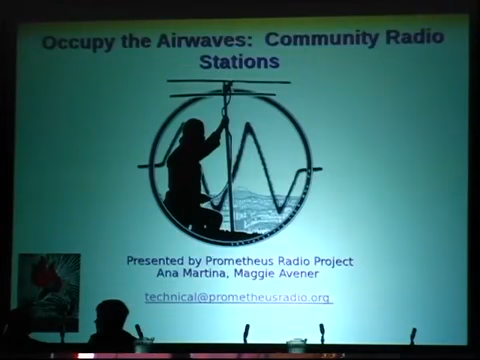 Occupy the Airwaves: Community Radio
Stations
Presented by Prometheus Radio Project
Ana Martina, Maggie Avener
technical@prometheusradio.org